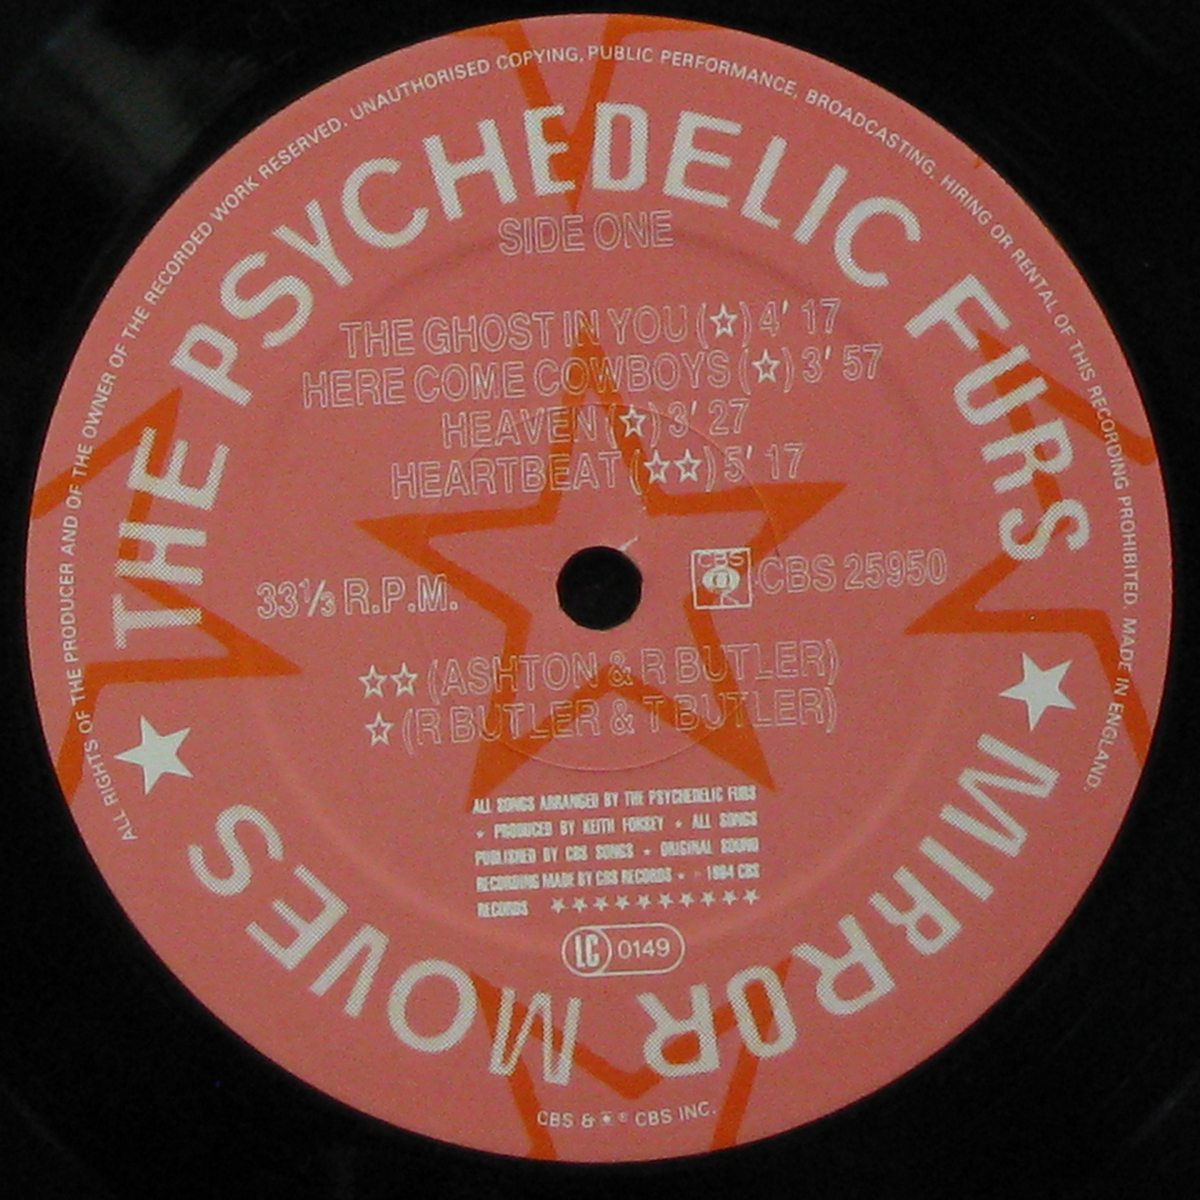 ALL RIGHTS OF THE PRODUCER AND OF THE OWNER OF THE RECORDED WORK RESERVED. UNAUTHORISED COPYING, PUBLIC PERFORMANCE, BROADCASTING, HIRING OR RENTAL OF THIS RECORDING PROHIBITED. MADE IN ENGLAND.
THE PSYCHEDELIC FURS
SIDE ONE
THE GHOST IN YOU (☆) 4' 17
HERE COME COWBOYS (☆) 3' 57
HEAVEN (☆) 3' 27
HEARTBEAT (☆☆) 5' 17
33⅓ R.P.M.
CBS
CBS 25950
☆☆ (ASHTON & R BUTLER)
☆ (R BUTLER & T BUTLER)
ALL SONGS ARRANGED BY THE PSYCHEDELIC FURS
★ PRODUCED BY KEITH FORSEY ★ ALL SONGS
PUBLISHED BY CBS SONGS ★ ORIGINAL SOUND
RECORDING MADE BY CBS RECORDS ★ 1984 CBS
RECORDS ★★★★★★★★★★
LC 0149
★ MIRROR MOVES ★
CBS & ® CBS INC.